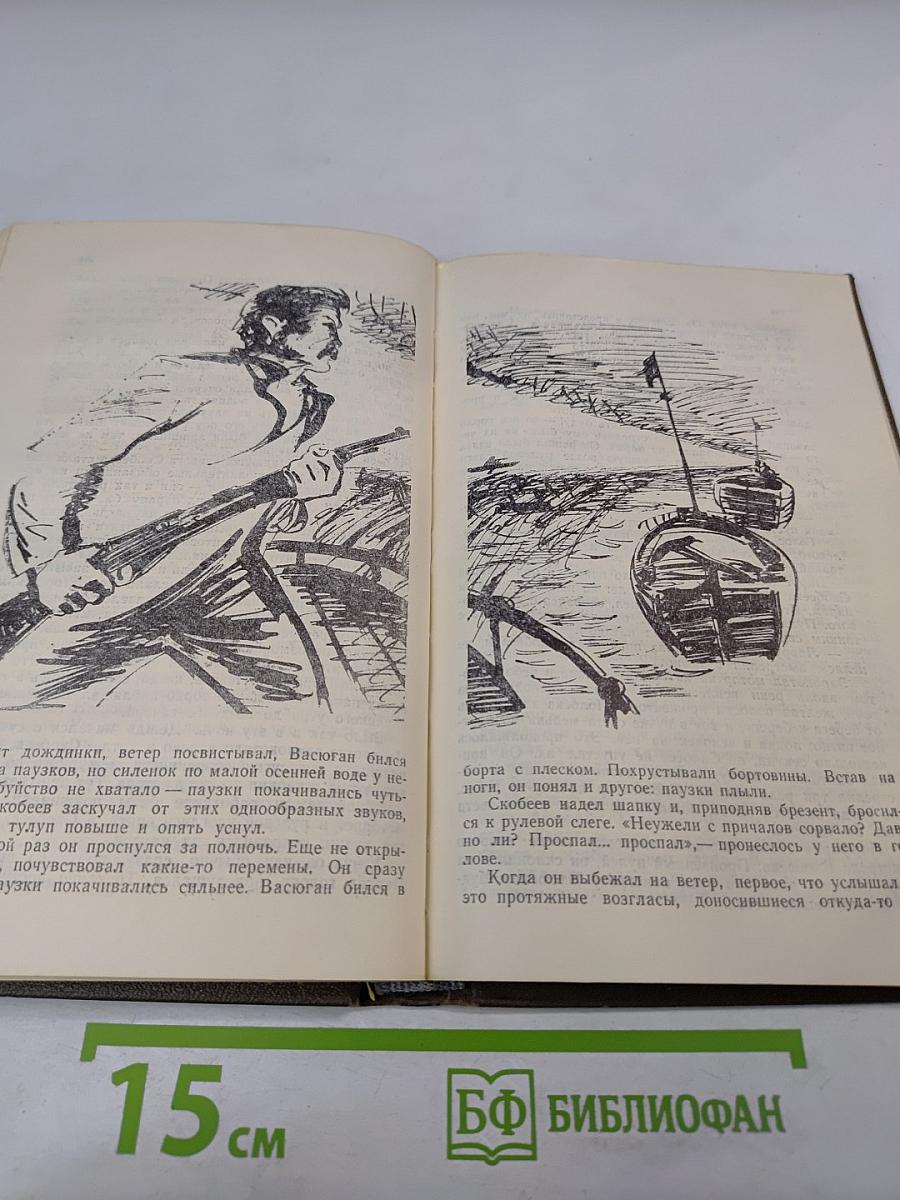 т дождинки, ветер посвистывал, Васюган бился
а паузков, но силенок по малой осенней воде у не-
буйство не хватало — паузки покачивались чуть-
кобеев заскучал от этих однообразных звуков,
тулуп повыше и опять уснул.
ой раз он проснулся за полночь. Еще не откры-
, почувствовал какие-то перемены. Он сразу
аузки покачивались сильнее. Васюган бился в
борта с плеском. Похрустывали бортовины. Встав на
ноги, он понял и другое: паузки плыли.
Скобеев надел шапку и, приподняв брезент, бросил-
ся к рулевой слеге. «Неужели с причалов сорвало? Дав
но ли? Проспал... проспал»,— пронеслось у него в го
лове.
Когда он выбежал на ветер, первое, что услышал
это протяжные возгласы, доносившиеся откуда-то
15 см
БФ БИБЛИОФАН